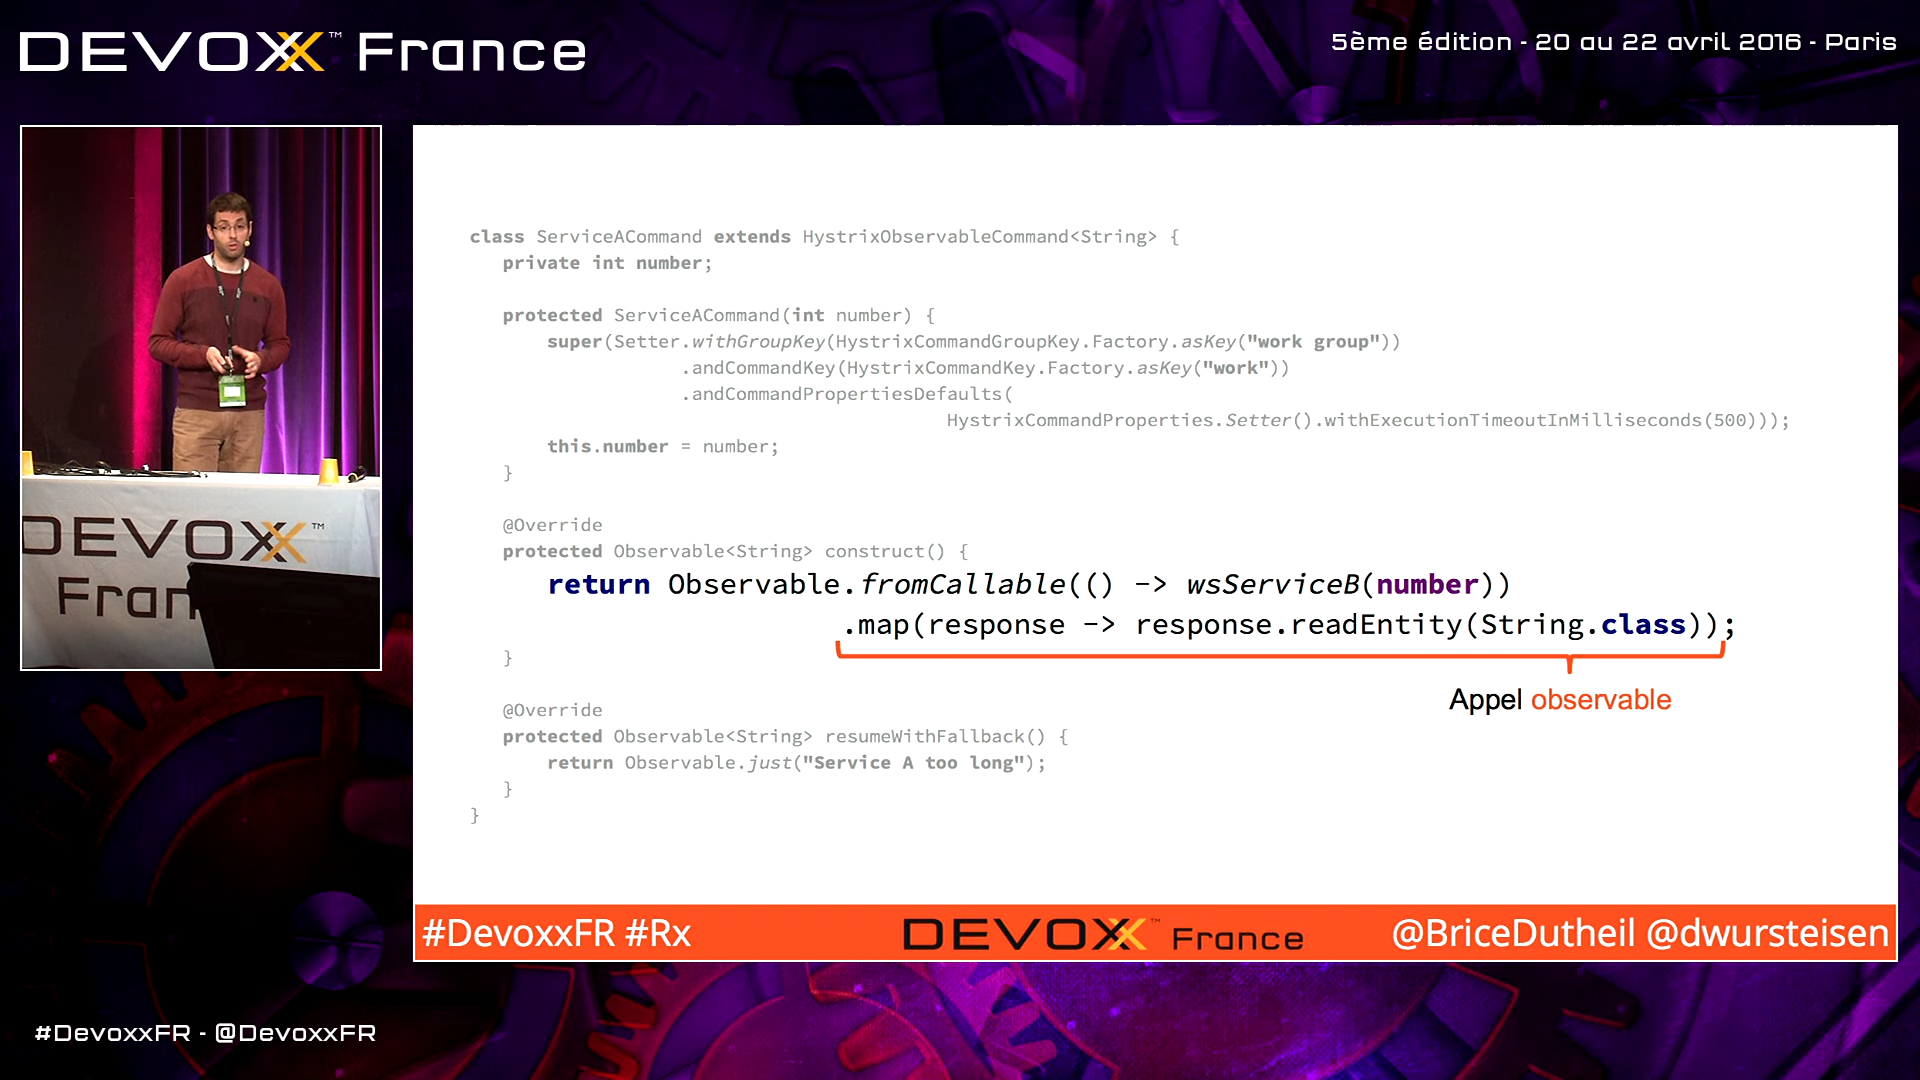 DEVOXX™ France
5ème édition - 20 au 22 avril 2016 - Paris
DEVOXX™
Fran
class ServiceACommand extends HystrixObservableCommand<String> {
private int number;
protected ServiceACommand(int number) {
super(Setter.withGroupKey(HystrixCommandGroupKey.Factory.asKey("work group"))
.andCommandKey(HystrixCommandKey.Factory.asKey("work"))
.andCommandPropertiesDefaults(
HystrixCommandProperties.Setter().withExecutionTimeoutInMilliseconds(500)));
this.number = number;
}
@Override
protected Observable<String> construct() {
return Observable.fromCallable(() -> wsServiceB(number))
.map(response -> response.readEntity(String.class));
}
Appel observable
@Override
protected Observable<String> resumeWithFallback() {
return Observable.just("Service A too long");
}
}
#DevoxxFR #Rx DEVOXX™ France @BriceDutheil @dwursteisen
#DevoxxFR - @DevoxxFR